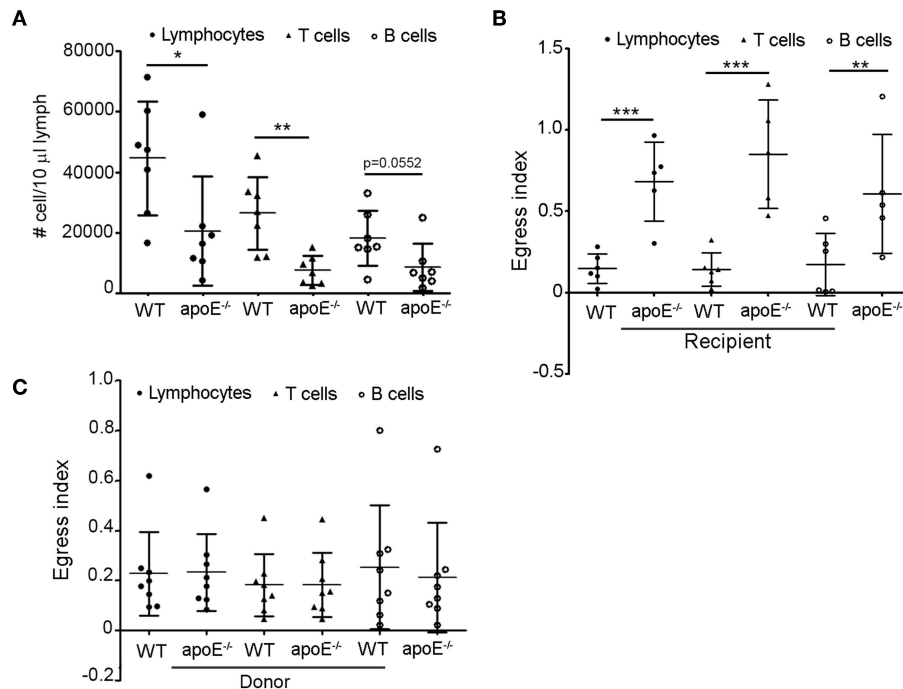 A
Lymphocytes T cells B cells
# cell/10 µl lymph
80000
60000
40000
20000
0
*
**
p=0.0552
WT apoE-/- WT apoE-/- WT apoE-/-
B
Lymphocytes T cells B cells
Egress index
1.5
1.0
0.5
0
-0.5
***
***
**
WT apoE-/- WT apoE-/- WT apoE-/-
Recipient
C
Lymphocytes T cells B cells
Egress index
1.0
0.8
0.6
0.4
0.2
0
-0.2
WT apoE-/- WT apoE-/- WT apoE-/-
Donor